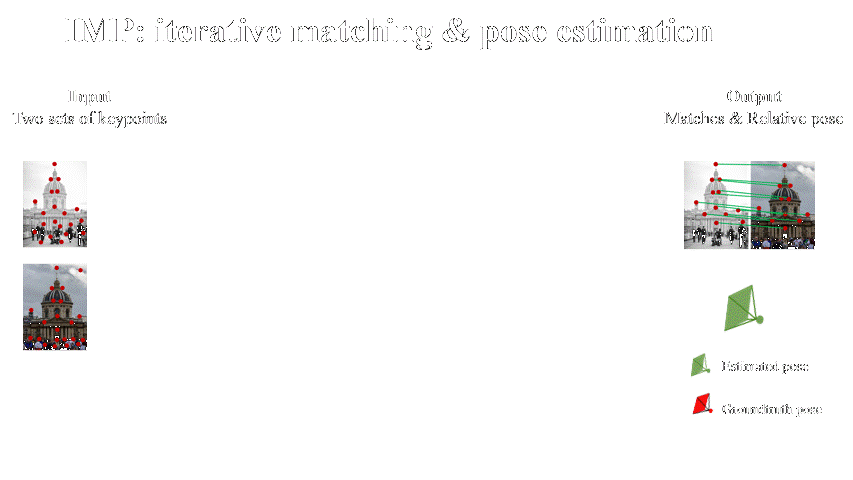 IMP: iterative matching & pose estimation
Input
Two sets of keypoints
Output
Matches & Relative pose
Estimated pose
Groundtruth pose